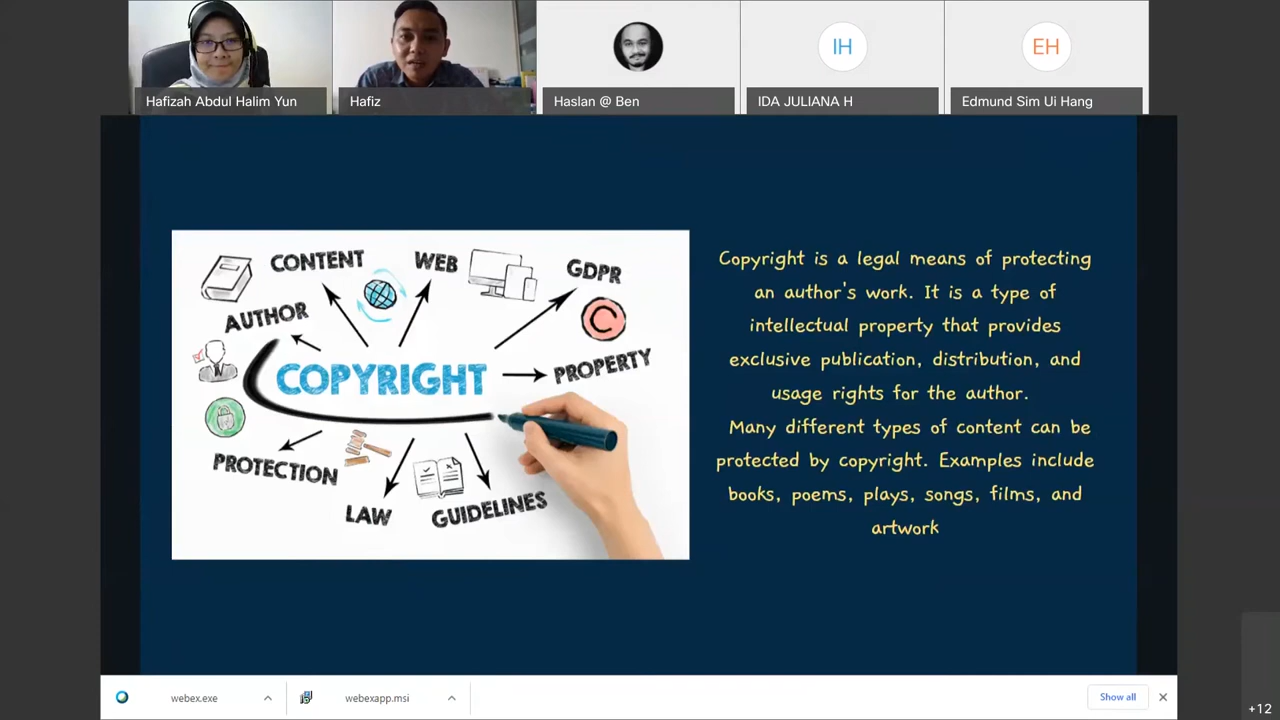 IH
EH
Hafizah Abdul Halim Yun
Hafiz
Haslan @ Ben
IDA JULIANA H
Edmund Sim Ui Hang
CONTENT
WEB
GDPR
AUTHOR
C
COPYRIGHT
PROPERTY
PROTECTION
LAW
GUIDELINES
Copyright is a legal means of protecting
an author's work. It is a type of
intellectual property that provides
exclusive publication, distribution, and
usage rights for the author.
Many different types of content can be
protected by copyright. Examples include
books, poems, plays, songs, films, and
artwork
webex.exe
webexapp.msi
Show all
+12